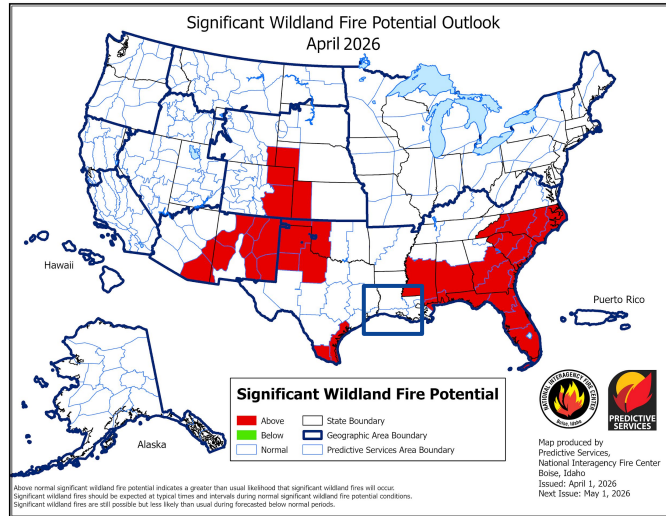 Significant Wildland Fire Potential Outlook
April 2026
Hawaii
Puerto Rico
Alaska
Significant Wildland Fire Potential
Above
State Boundary
Below
Geographic Area Boundary
Normal
Predictive Services Area Boundary
NATIONAL INTERAGENCY FIRE CENTER
Boise, Idaho
PREDICTIVE
SERVICES
Map produced by
Predictive Services,
National Interagency Fire Center
Boise, Idaho
Issued: April 1, 2026
Next Issue: May 1, 2026
Above normal significant wildland fire potential indicates a greater than usual likelihood that significant wildland fires will occur.
Significant wildland fires should be expected at typical times and intervals during normal significant wildland fire potential conditions.
Significant wildland fires are still possible but less likely than usual during forecasted below normal periods.